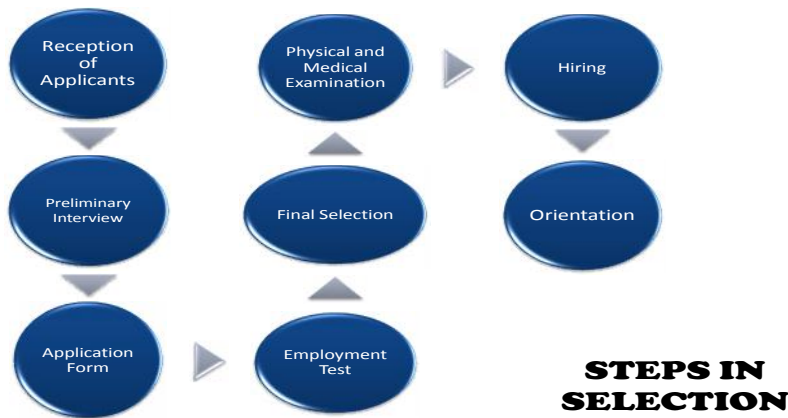 Reception
of
Applicants
Preliminary
Interview
Application
Form
Employment
Test
Final Selection
Physical and
Medical
Examination
Hiring
Orientation
STEPS IN
SELECTION